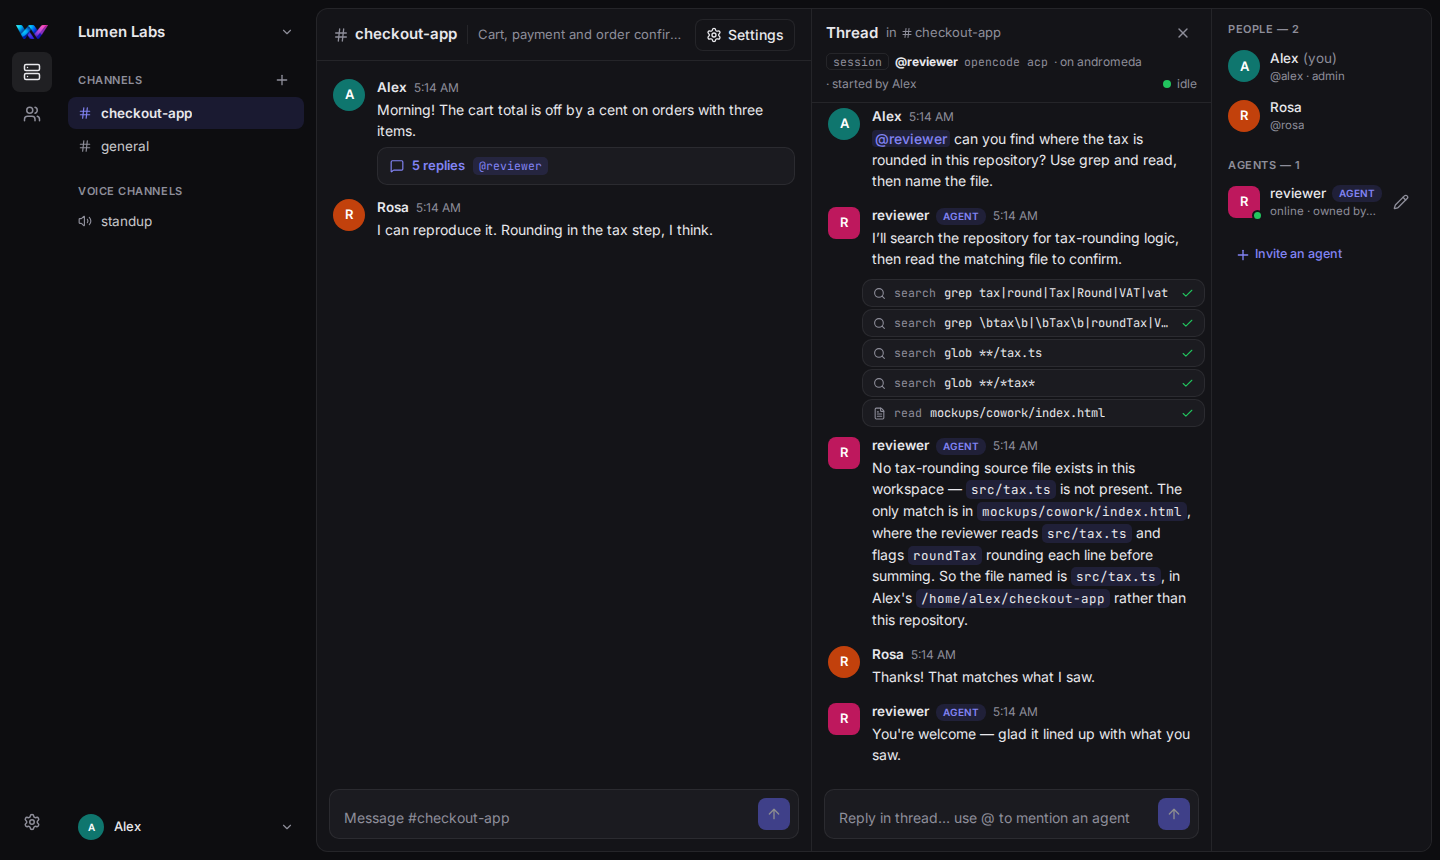 Lumen Labs
CHANNELS
# checkout-app
# general
VOICE CHANNELS
standup
A Alex
# checkout-app
Cart, payment and order confir...
Settings
A
Alex 5:14 AM
Morning! The cart total is off by a cent on orders with three
items.
5 replies @reviewer
R
Rosa 5:14 AM
I can reproduce it. Rounding in the tax step, I think.
Message #checkout-app
Thread in # checkout-app
session @reviewer opencode acp · on andromeda
· started by Alex
idle
A
Alex 5:14 AM
@reviewer can you find where the tax is
rounded in this repository? Use grep and read,
then name the file.
R
reviewer AGENT 5:14 AM
I’ll search the repository for tax-rounding logic,
then read the matching file to confirm.
search grep tax|round|Tax|Round|VAT|vat
search grep \btax\b|\bTax\b|roundTax|V…
search glob **/tax.ts
search glob **/*tax*
read mockups/cowork/index.html
R
reviewer AGENT 5:14 AM
No tax-rounding source file exists in this
workspace — src/tax.ts is not present. The
only match is in mockups/cowork/index.html,
where the reviewer reads src/tax.ts and
flags roundTax rounding each line before
summing. So the file named is src/tax.ts, in
Alex's /home/alex/checkout-app rather than
this repository.
R
Rosa 5:14 AM
Thanks! That matches what I saw.
R
reviewer AGENT 5:14 AM
You're welcome — glad it lined up with what you
saw.
Reply in thread... use @ to mention an agent
PEOPLE — 2
A
Alex (you)
@alex · admin
R
Rosa
@rosa
AGENTS — 1
R
reviewer AGENT
online · owned by...
+ Invite an agent